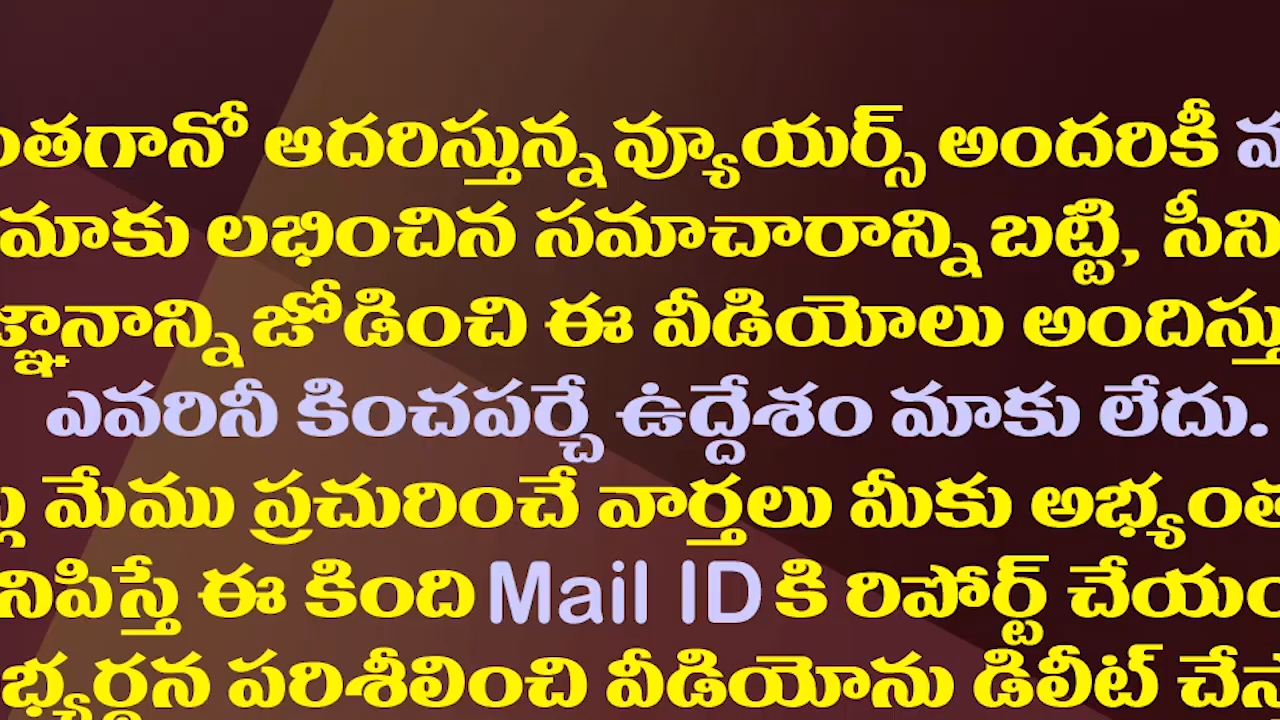 ంతగానో ఆదరిస్తున్న వ్యూయర్స్ అందరికీ
మాకు లభించిన సమాచారాన్ని బట్టి, సీని
జ్ఞానాన్ని జోడించి ఈ వీడియోలు అందిస్తు
ఎవరినీ కించపర్చే ఉద్దేశం మాకు లేదు.
ల్ల మేము ప్రచురించే వార్తలు మీకు అభ్యంత
నిపిస్తే ఈ కింది Mail ID కి రిపోర్ట్ చేయం
భ్యర్ధన పరిశీలించి వీడియోను డిలీట్ చేస